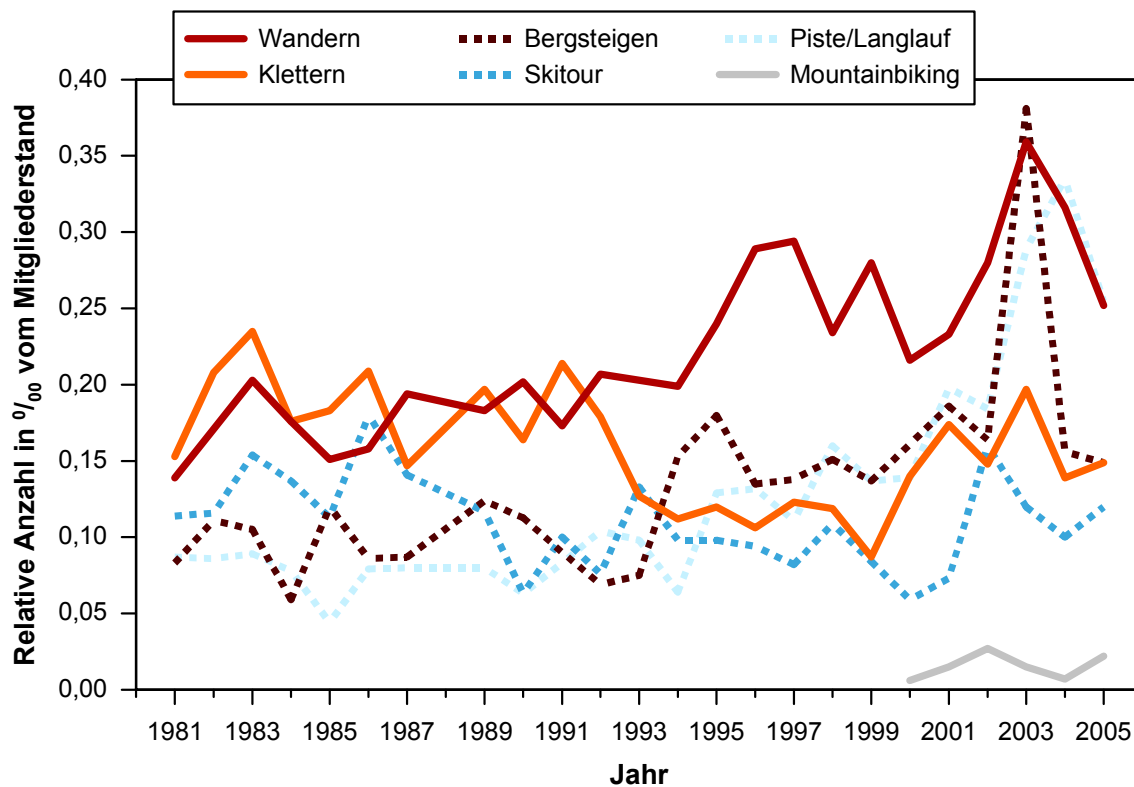 Wandern Bergsteigen Piste/Langlauf
Klettern Skitour Mountainbiking
Relative Anzahl in ⁰/₀₀ vom Mitgliederstand
0,40
0,35
0,30
0,25
0,20
0,15
0,10
0,05
0,00
1981 1983 1985 1987 1989 1991 1993 1995 1997 1999 2001 2003 2005
Jahr